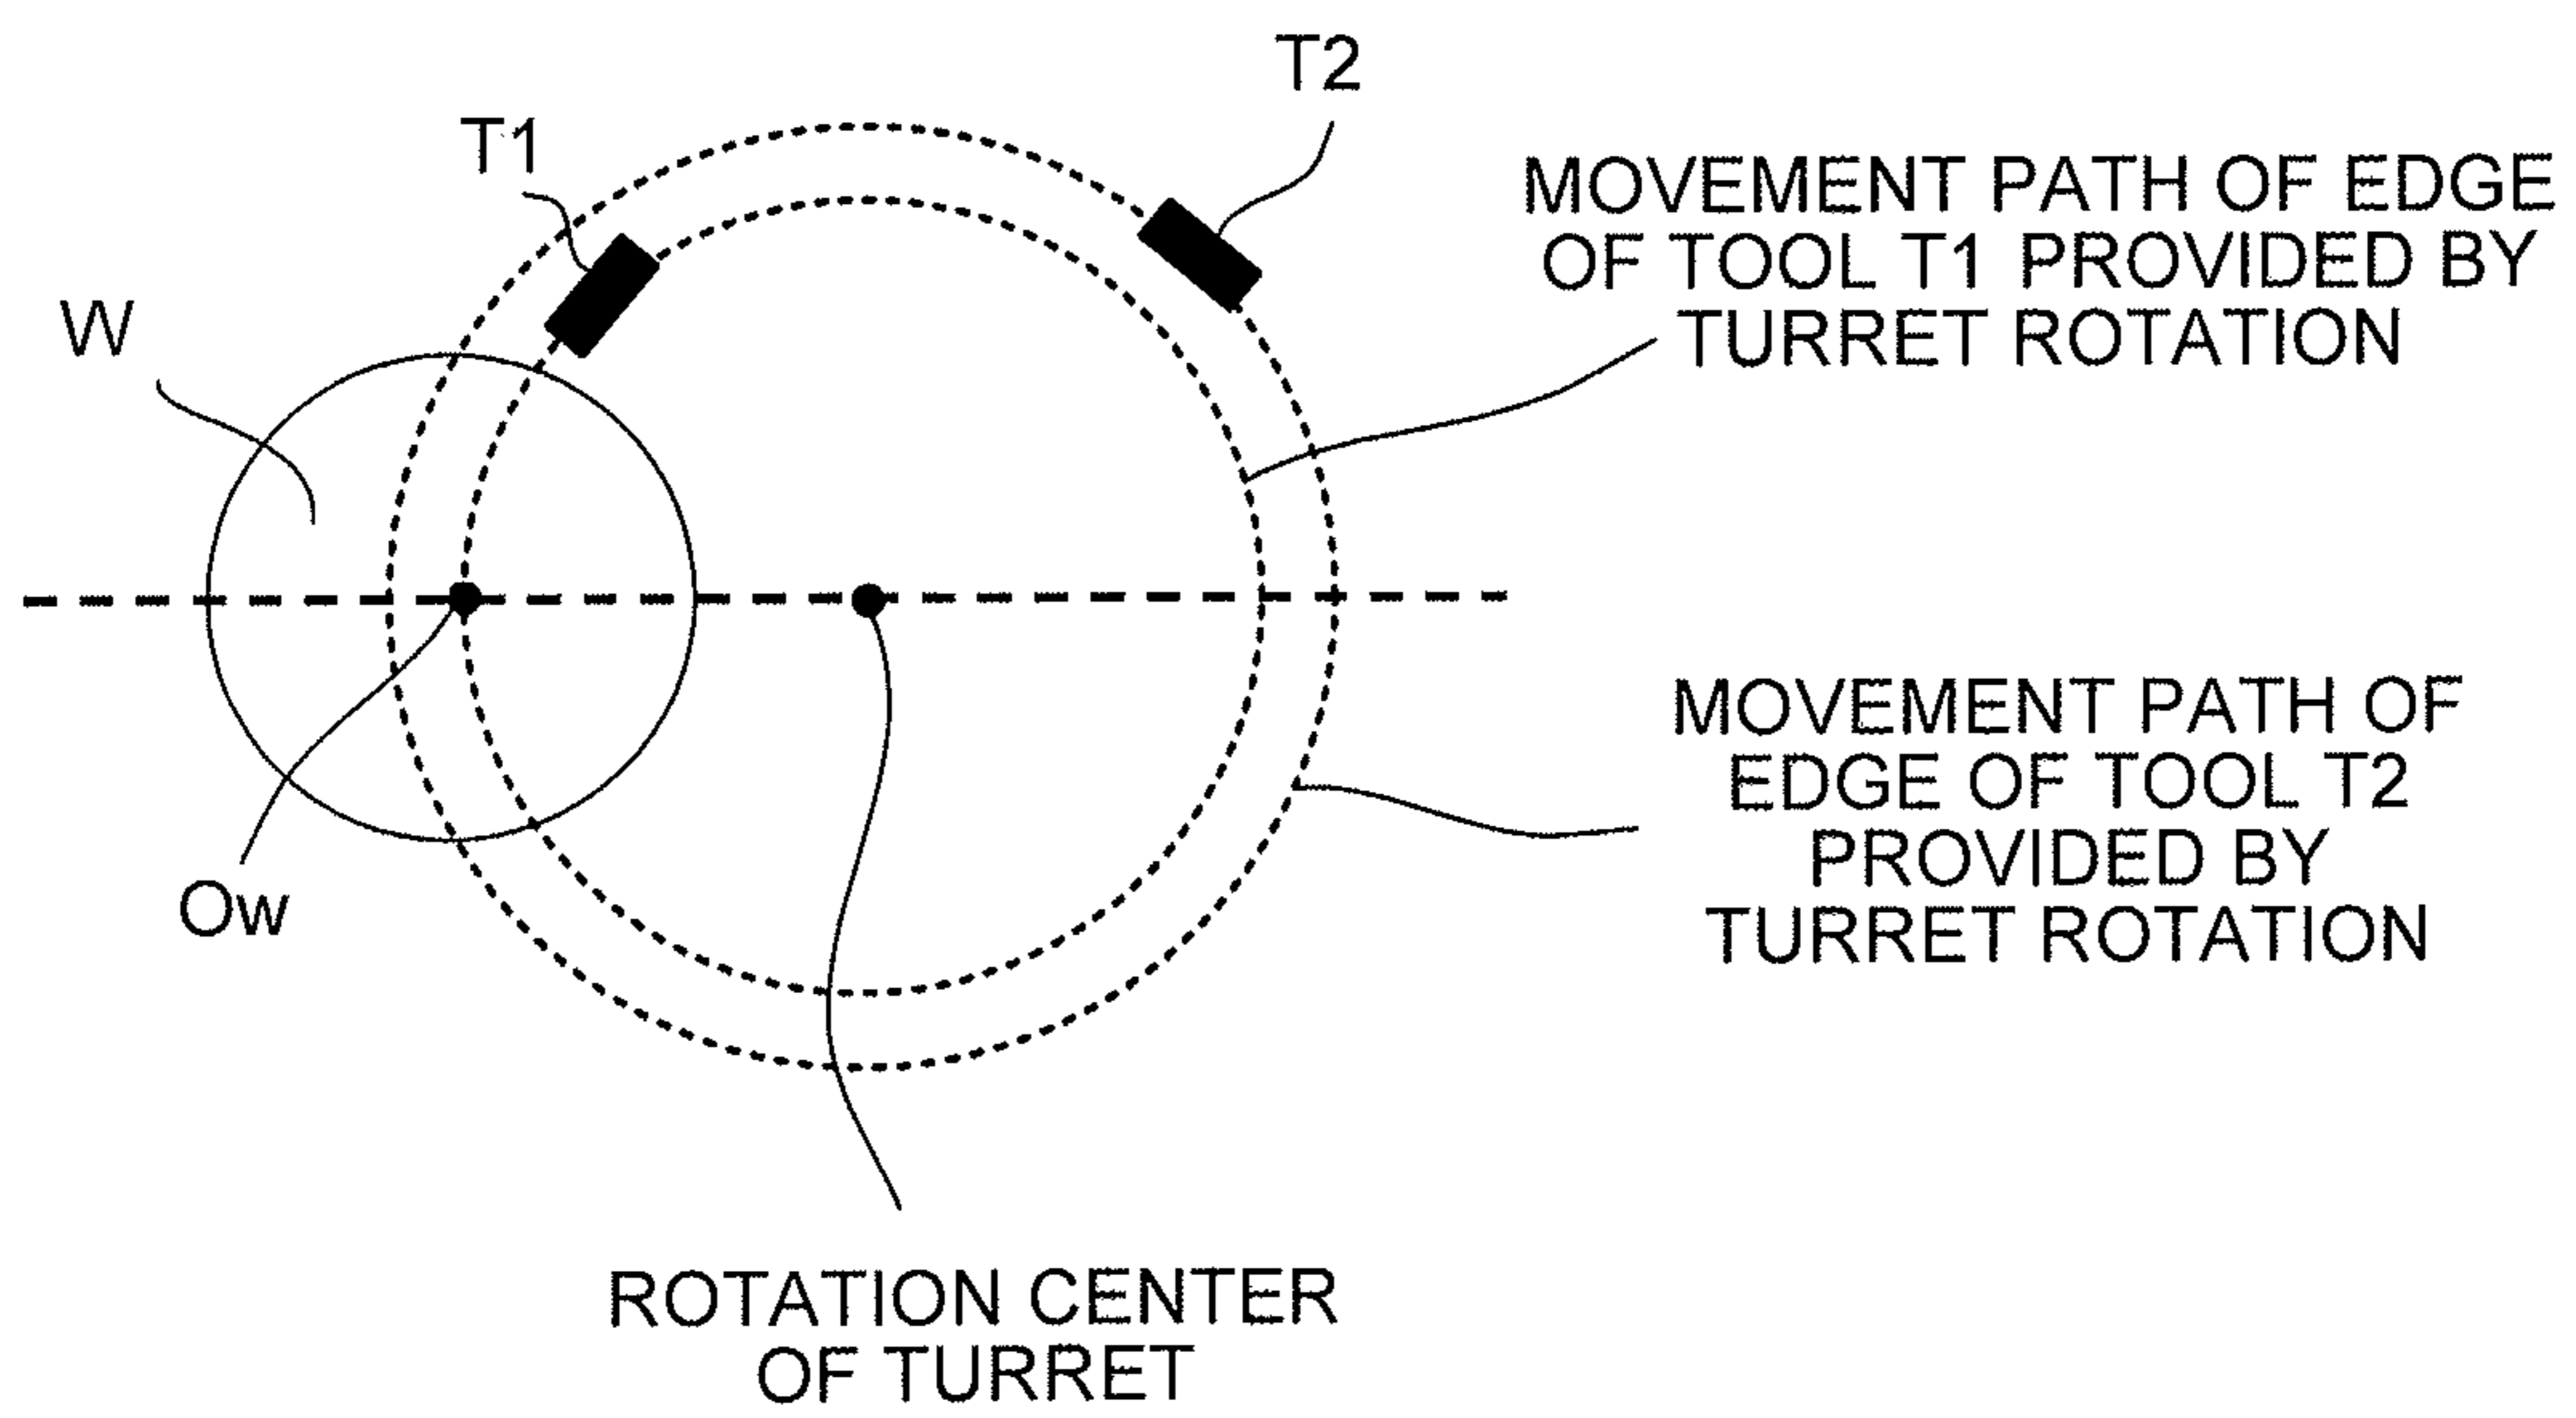 T2
T1
MOVEMENT PATH OF EDGE
OF TOOL T1 PROVIDED BY
TURRET ROTATION
W
MOVEMENT PATH OF
EDGE OF TOOL T2
PROVIDED BY
TURRET ROTATION
Ow
ROTATION CENTER
OF TURRET